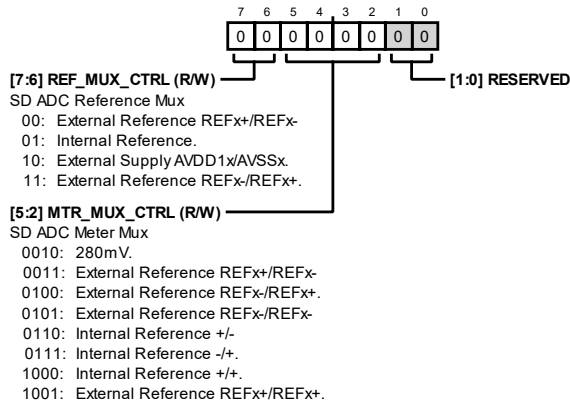 7 6 5 4 3 2 1 0
0 0 0 0 0 0 0 0
[7:6] REF_MUX_CTRL (R/W) [1:0] RESERVED
SD ADC Reference Mux
00: External Reference REFx+/REFx-
01: Internal Reference.
10: External Supply AVDD1x/AVSSx.
11: External Reference REFx-/REFx+.
[5:2] MTR_MUX_CTRL (R/W)
SD ADC Meter Mux
0010: 280mV.
0011: External Reference REFx+/REFx-
0100: External Reference REFx-/REFx+.
0101: External Reference REFx-/REFx-
0110: Internal Reference +/-
0111: Internal Reference -/+.
1000: Internal Reference +/+.
1001: External Reference REFx+/REFx+.